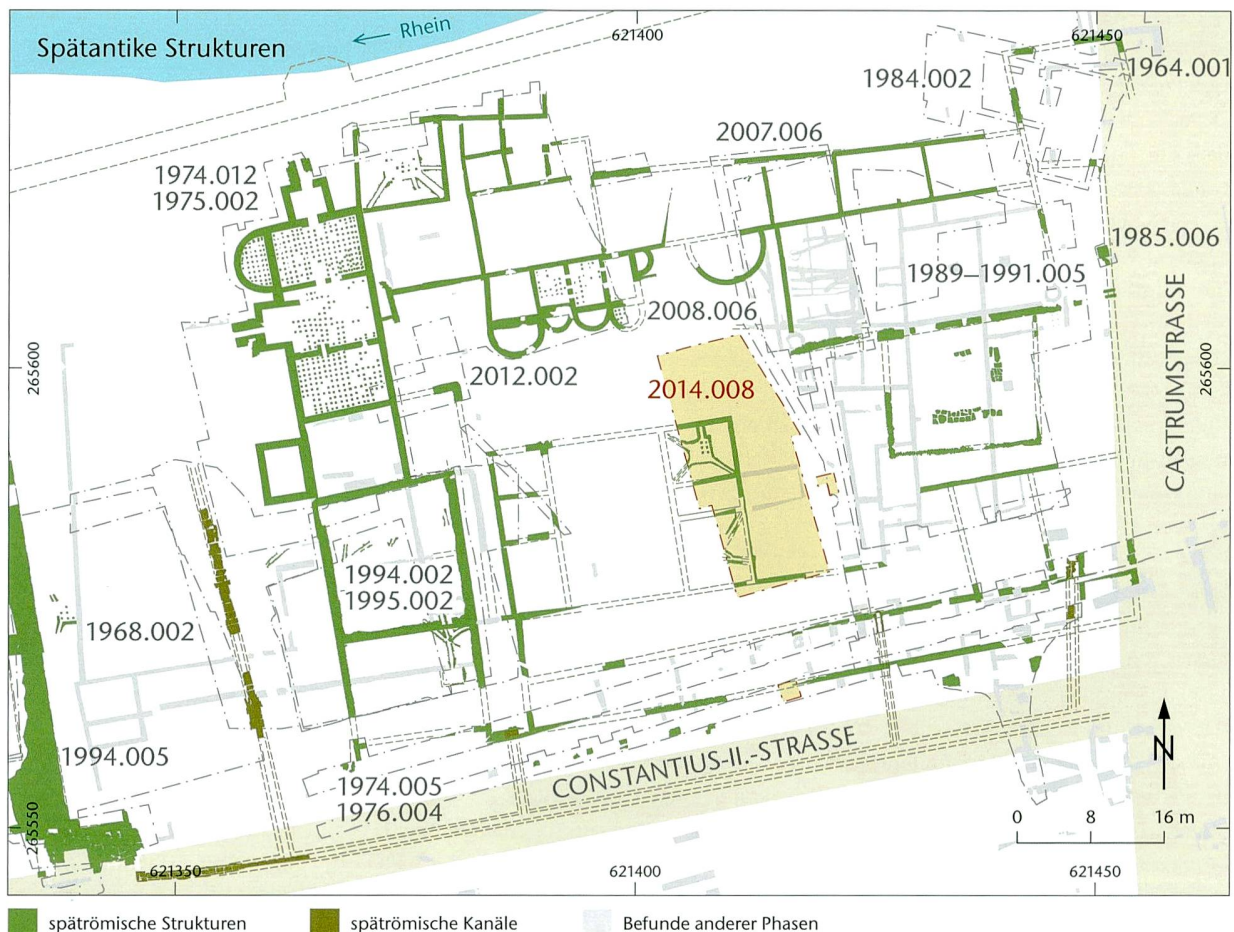 Spätantike Strukturen
← Rhein
621400
621450
1964.001
1984.002
2007.006
1974.012
1975.002
1985.006
1989–1991.005
2008.006
CASTRUMSTRASSE
265600
265600
2012.002
2014.008
1994.002
1995.002
1968.002
1994.005
N
CONSTANTIUS-II.-STRASSE
1974.005
1976.004
0 8 16 m
265550
621350
621400
621450
spätrömische Strukturen
spätrömische Kanäle
Befunde anderer Phasen